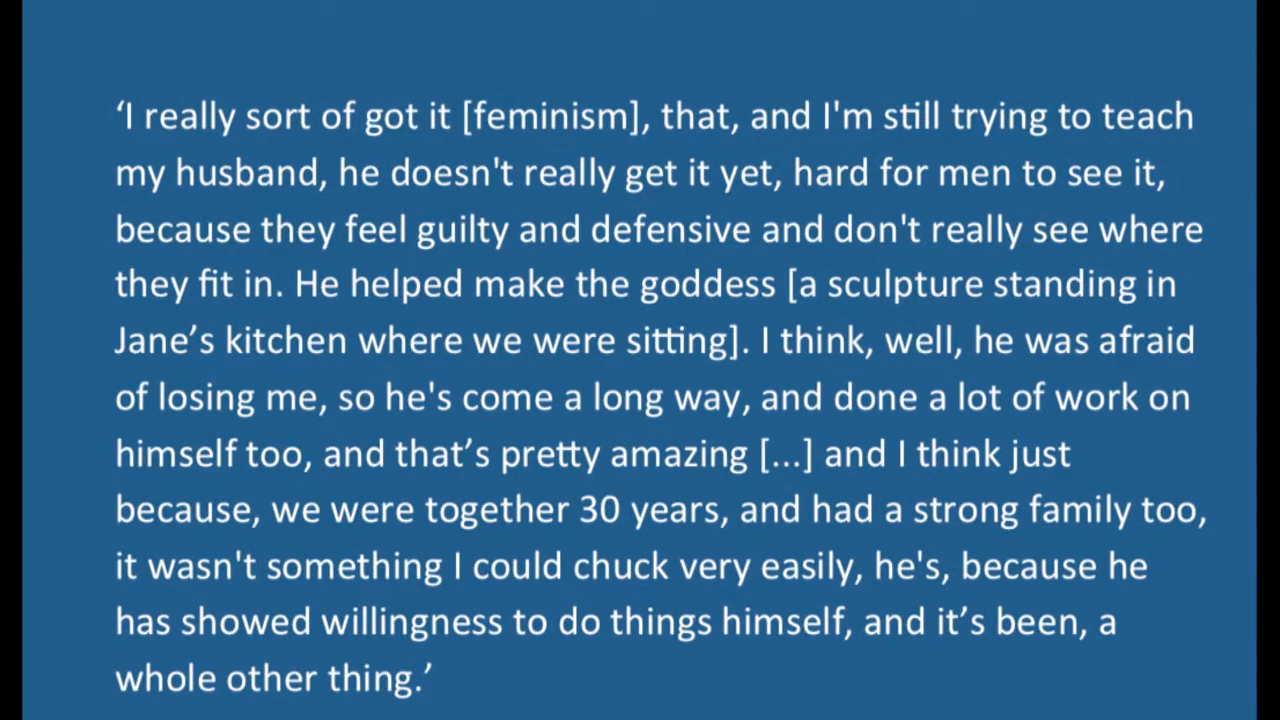 ‘I really sort of got it [feminism], that, and I'm still trying to teach
my husband, he doesn't really get it yet, hard for men to see it,
because they feel guilty and defensive and don't really see where
they fit in. He helped make the goddess [a sculpture standing in
Jane’s kitchen where we were sitting]. I think, well, he was afraid
of losing me, so he's come a long way, and done a lot of work on
himself too, and that’s pretty amazing [...] and I think just
because, we were together 30 years, and had a strong family too,
it wasn't something I could chuck very easily, he's, because he
has showed willingness to do things himself, and it’s been, a
whole other thing.’